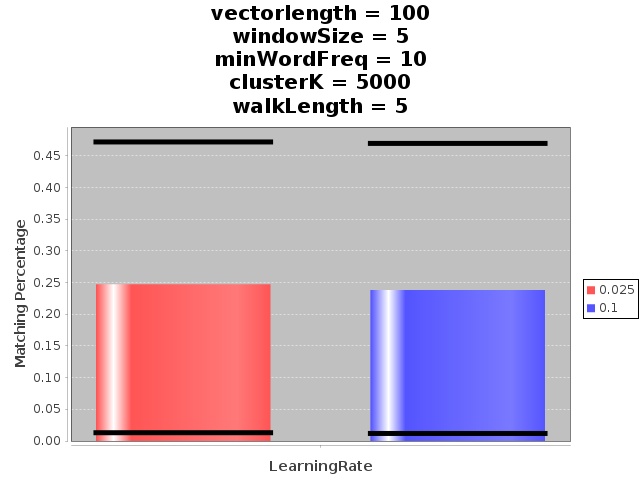 vectorlength = 100
windowSize = 5
minWordFreq = 10
clusterK = 5000
walkLength = 5
Matching Percentage
0.45
0.40
0.35
0.30
0.25
0.20
0.15
0.10
0.05
0.00
LearningRate
0.025
0.1